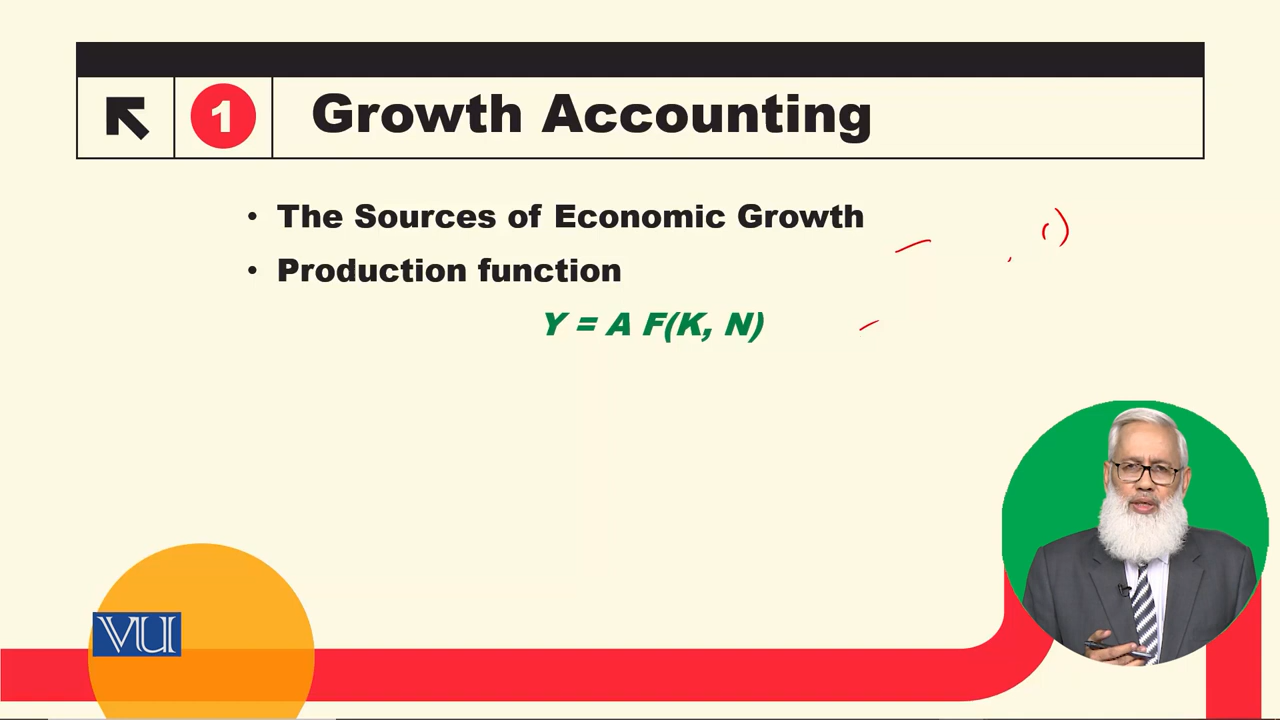 1 Growth Accounting
• The Sources of Economic Growth
• Production function
Y = A F(K, N)
VU